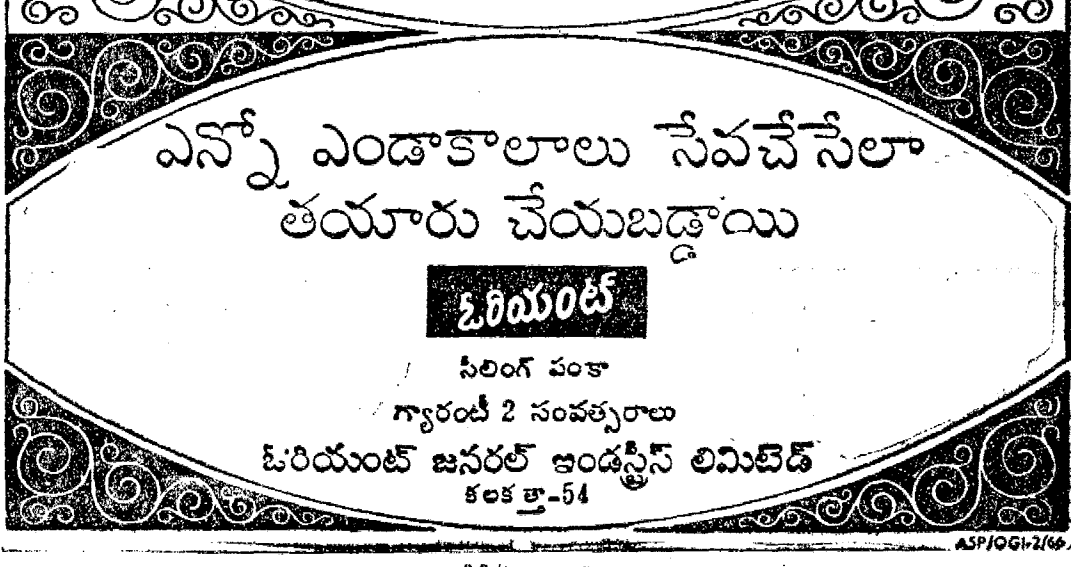 ఎన్నో ఎండాకాలాలు సేవచేసేలా
తయారు చేయబడ్డాయి
ఓరియంట్
సీలింగ్ పంకా
గ్యారంటీ 2 సంవత్సరాలు
ఓరియంట్ జనరల్ ఇండస్ట్రీస్ లిమిటెడ్
కలకత్తా-54
ASP/OGI-2/66